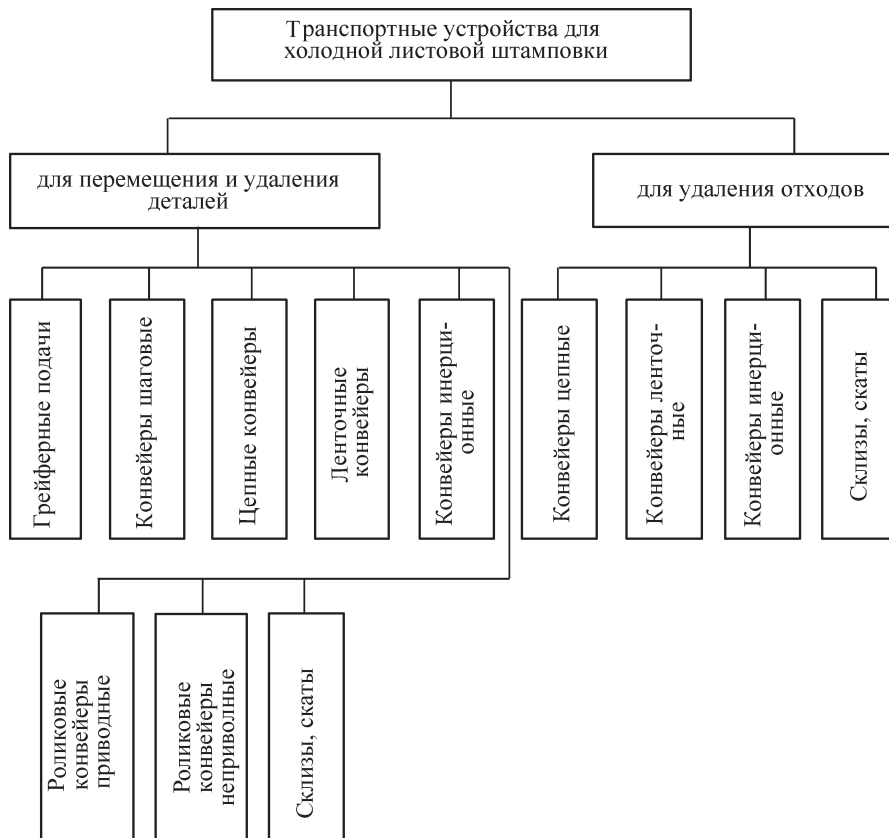 Транспортные устройства для
холодной листовой штамповки
для перемещения и удаления
деталей
для удаления отходов
Грейферные подачи
Конвейеры шаговые
Цепные конвейеры
Ленточные
конвейеры
Конвейеры инерци-
онные
Конвейеры цепные
Конвейеры ленточ-
ные
Конвейеры инерци-
онные
Склизы, скаты
Роликовые
конвейеры
приводные
Роликовые
конвейеры
неприволные
Склизы, скаты